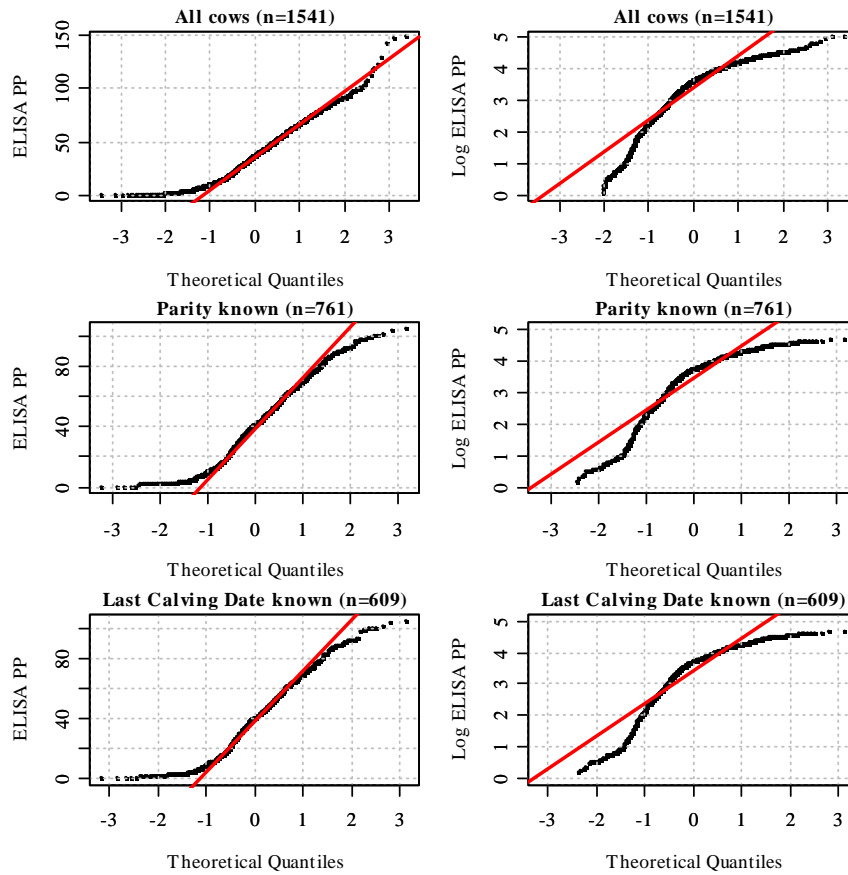 All cows (n=1541)
ELISA PP
0 50 100 150
-3 -2 -1 0 1 2 3
Theoretical Quantiles
All cows (n=1541)
Log ELISA PP
0 1 2 3 4 5
-3 -2 -1 0 1 2 3
Theoretical Quantiles
Parity known (n=761)
ELISA PP
0 40 80
-3 -2 -1 0 1 2 3
Theoretical Quantiles
Parity known (n=761)
Log ELISA PP
0 1 2 3 4 5
-3 -2 -1 0 1 2 3
Theoretical Quantiles
Last Calving Date known (n=609)
ELISA PP
0 40 80
-3 -2 -1 0 1 2 3
Theoretical Quantiles
Last Calving Date known (n=609)
Log ELISA PP
0 1 2 3 4 5
-3 -2 -1 0 1 2 3
Theoretical Quantiles